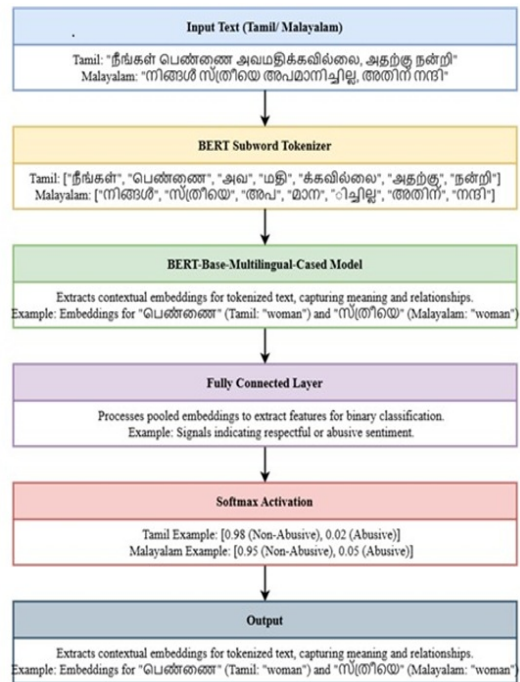 Input Text (Tamil/ Malayalam)
Tamil: "நீங்கள் பெண்ணை அவமதிக்கவில்லை, அதற்கு நன்றி"
Malayalam: "നിങ്ങൾ സ്ത്രീയെ അപമാനിച്ചില്ല, അതിന് നന്ദി"
BERT Subword Tokenizer
Tamil: ["நீங்கள்", "பெண்ணை", "அவ", "மதி", "க்கவில்லை", "அதற்கு", "நன்றி"]
Malayalam: ["നിങ്ങൾ", "സ്ത്രീയെ", "അപ", "മാന", "ിച്ചില്ല", "അതിന്", "നന്ദി"]
BERT-Base-Multilingual-Cased Model
Extracts contextual embeddings for tokenized text, capturing meaning and relationships.
Example: Embeddings for "பெண்ணை" (Tamil: "woman") and "സ്ത്രീയെ" (Malayalam: "woman")
Fully Connected Layer
Processes pooled embeddings to extract features for binary classification.
Example: Signals indicating respectful or abusive sentiment.
Softmax Activation
Tamil Example: [0.98 (Non-Abusive), 0.02 (Abusive)]
Malayalam Example: [0.95 (Non-Abusive), 0.05 (Abusive)]
Output
Extracts contextual embeddings for tokenized text, capturing meaning and relationships.
Example: Embeddings for "பெண்ணை" (Tamil: "woman") and "സ്ത്രീയെ" (Malayalam: "woman")